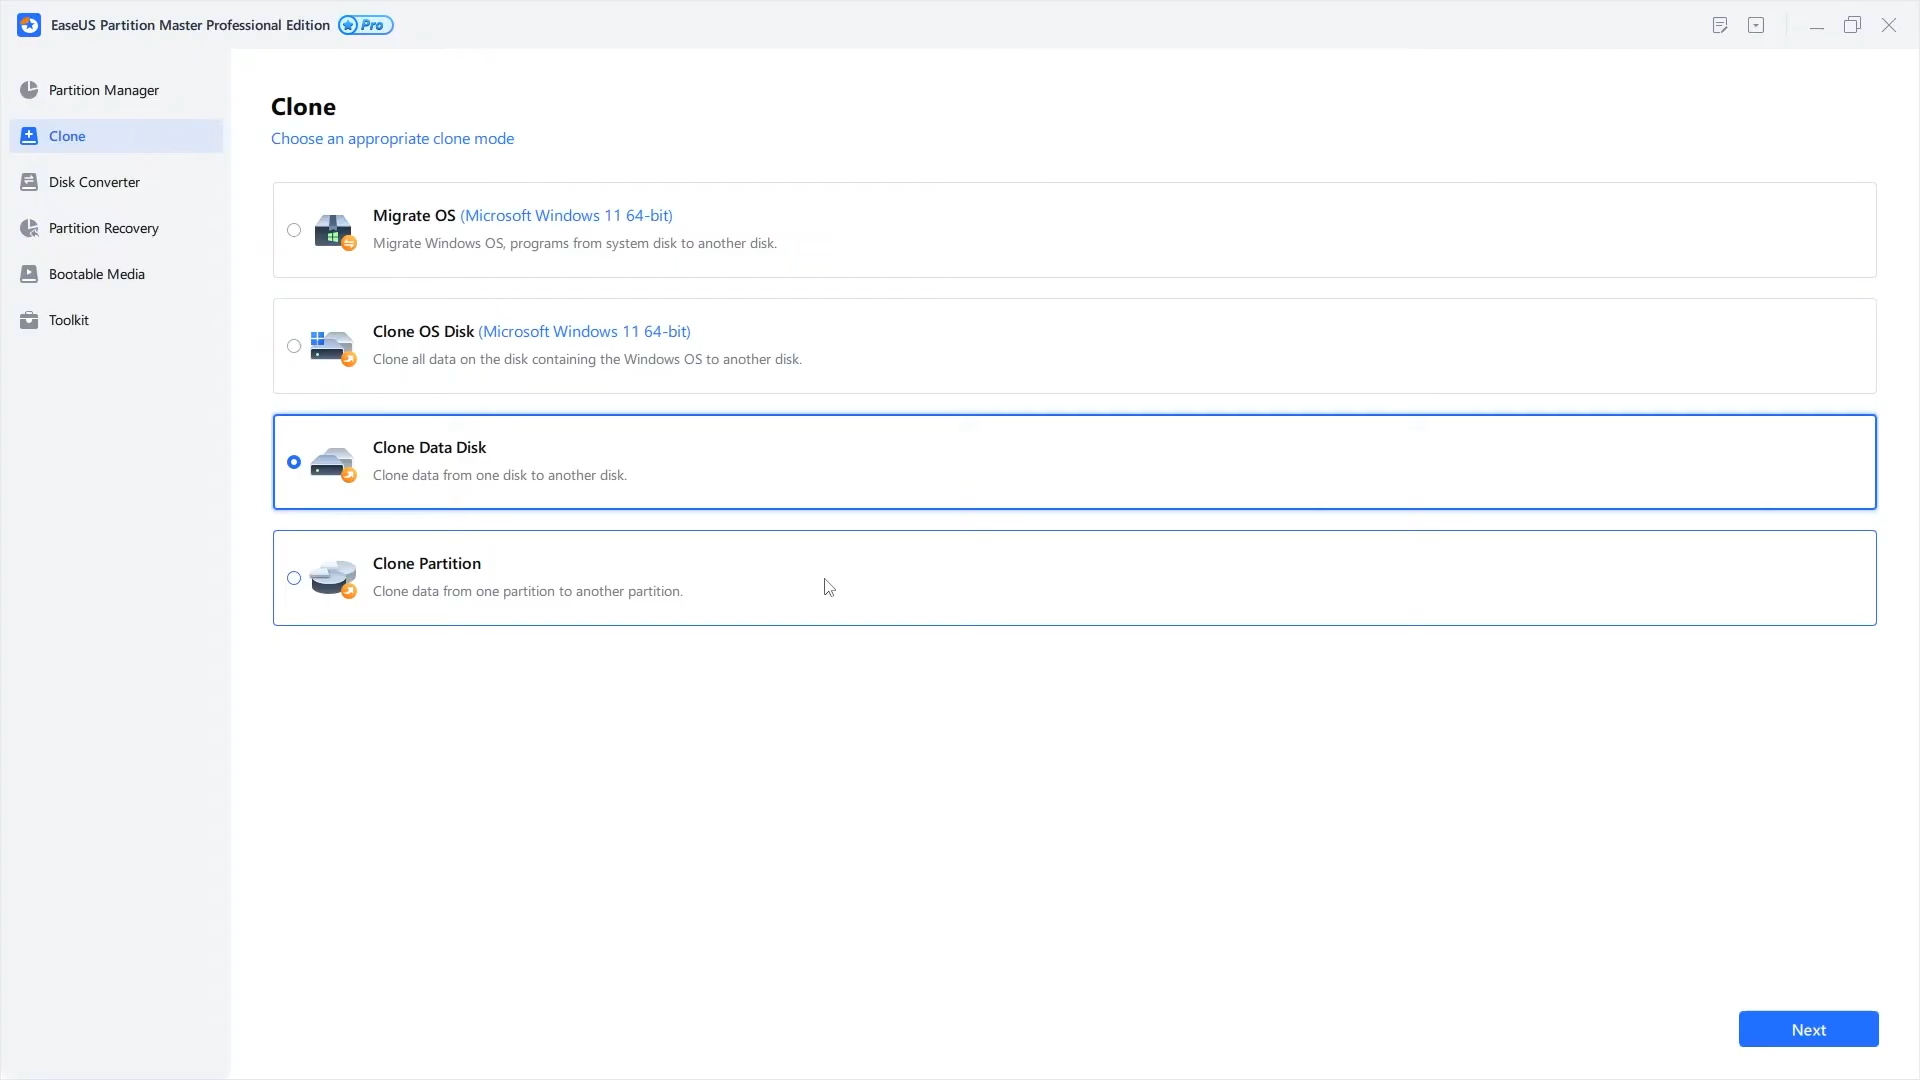 EaseUS Partition Master Professional Edition Pro
Partition Manager
Clone
Disk Converter
Partition Recovery
Bootable Media
Toolkit
Clone
Choose an appropriate clone mode
Migrate OS (Microsoft Windows 11 64-bit)
Migrate Windows OS, programs from system disk to another disk.
Clone OS Disk (Microsoft Windows 11 64-bit)
Clone all data on the disk containing the Windows OS to another disk.
Clone Data Disk
Clone data from one disk to another disk.
Clone Partition
Clone data from one partition to another partition.
Next